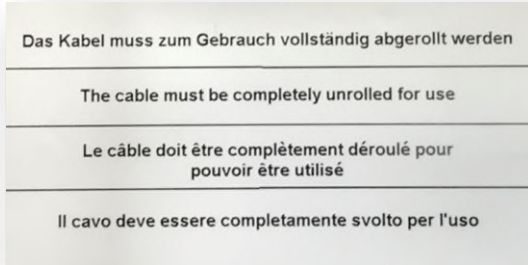 Das Kabel muss zum Gebrauch vollständig abgerollt werden
The cable must be completely unrolled for use
Le câble doit être complètement déroulé pour
pouvoir être utilisé
Il cavo deve essere completamente svolto per l'uso